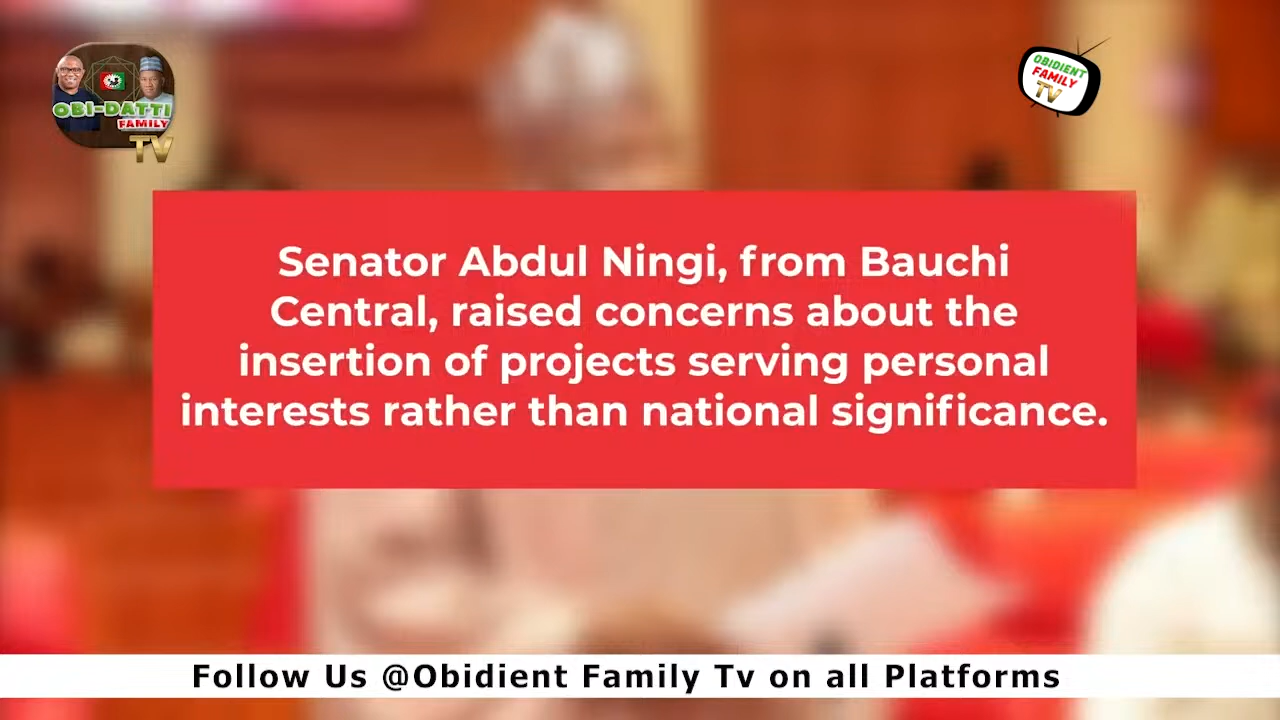 OBI-DATTI
FAMILY
TV
OBIDIENT
FAMILY
TV
Senator Abdul Ningi, from Bauchi
Central, raised concerns about the
insertion of projects serving personal
interests rather than national significance.
Follow Us @Obidient Family Tv on all Platforms